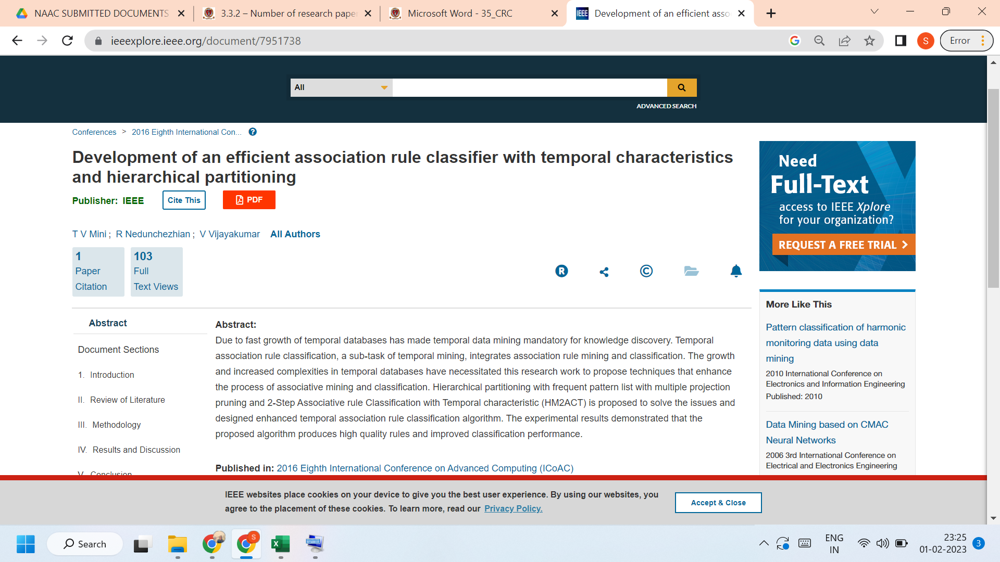 NAAC SUBMITTED DOCUMENTS
3.3.2 – Number of research paper
Microsoft Word - 35_CRC
IEEE
Development of an efficient asso
ieeexplore.ieee.org/document/7951738
G
S
Error
All
ADVANCED SEARCH
Conferences > 2016 Eighth International Con... ?
Development of an efficient association rule classifier with temporal characteristics
and hierarchical partitioning
Publisher: IEEE
Cite This
PDF
T V Mini ; R Nedunchezhian ; V Vijayakumar All Authors
1
Paper
Citation
103
Full
Text Views
R
©
Need
Full-Text
access to IEEE Xplore
for your organization?
REQUEST A FREE TRIAL >
Abstract
Document Sections
1. Introduction
II. Review of Literature
III. Methodology
IV. Results and Discussion
V. Conclusion
Abstract:
Due to fast growth of temporal databases has made temporal data mining mandatory for knowledge discovery. Temporal
association rule classification, a sub-task of temporal mining, integrates association rule mining and classification. The growth
and increased complexities in temporal databases have necessitated this research work to propose techniques that enhance
the process of associative mining and classification. Hierarchical partitioning with frequent pattern list with multiple projection
pruning and 2-Step Associative rule Classification with Temporal characteristic (HM2ACT) is proposed to solve the issues and
designed enhanced temporal association rule classification algorithm. The experimental results demonstrated that the
proposed algorithm produces high quality rules and improved classification performance.
Published in: 2016 Eighth International Conference on Advanced Computing (ICoAC)
More Like This
Pattern classification of harmonic
monitoring data using data
mining
2010 International Conference on
Electronics and Information Engineering
Published: 2010
Data Mining based on CMAC
Neural Networks
2006 3rd International Conference on
Electrical and Electronics Engineering
IEEE websites place cookies on your device to give you the best user experience. By using our websites, you
agree to the placement of these cookies. To learn more, read our Privacy Policy.
Accept & Close
Search
S
ENG
IN
23:25
01-02-2023
3